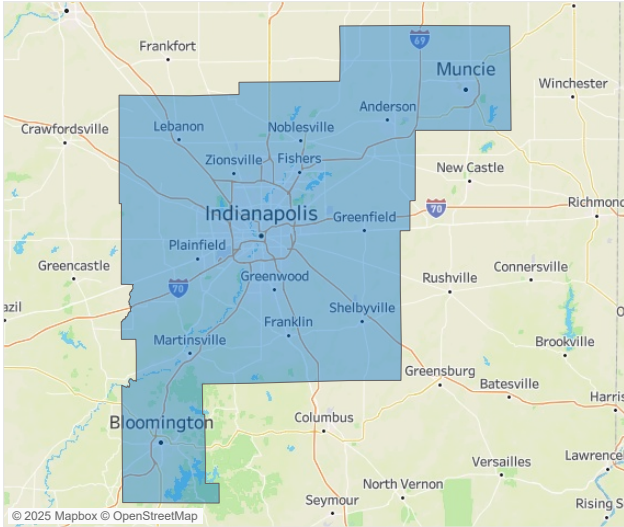 Frankfort
69
Muncie
Winchester
Anderson
Crawfordsville
Lebanon
Noblesville
Zionsville
Fishers
New Castle
Indianapolis
Greenfield
70
Richmond
Plainfield
Greencastle
70
Greenwood
Rushville
Connersville
azil
Franklin
Shelbyville
Martinsville
Brookville
Greensburg
Batesville
Harris
Bloomington
Columbus
Lawrence
Versailles
North Vernon
Seymour
Rising S
© 2025 Mapbox © OpenStreetMap